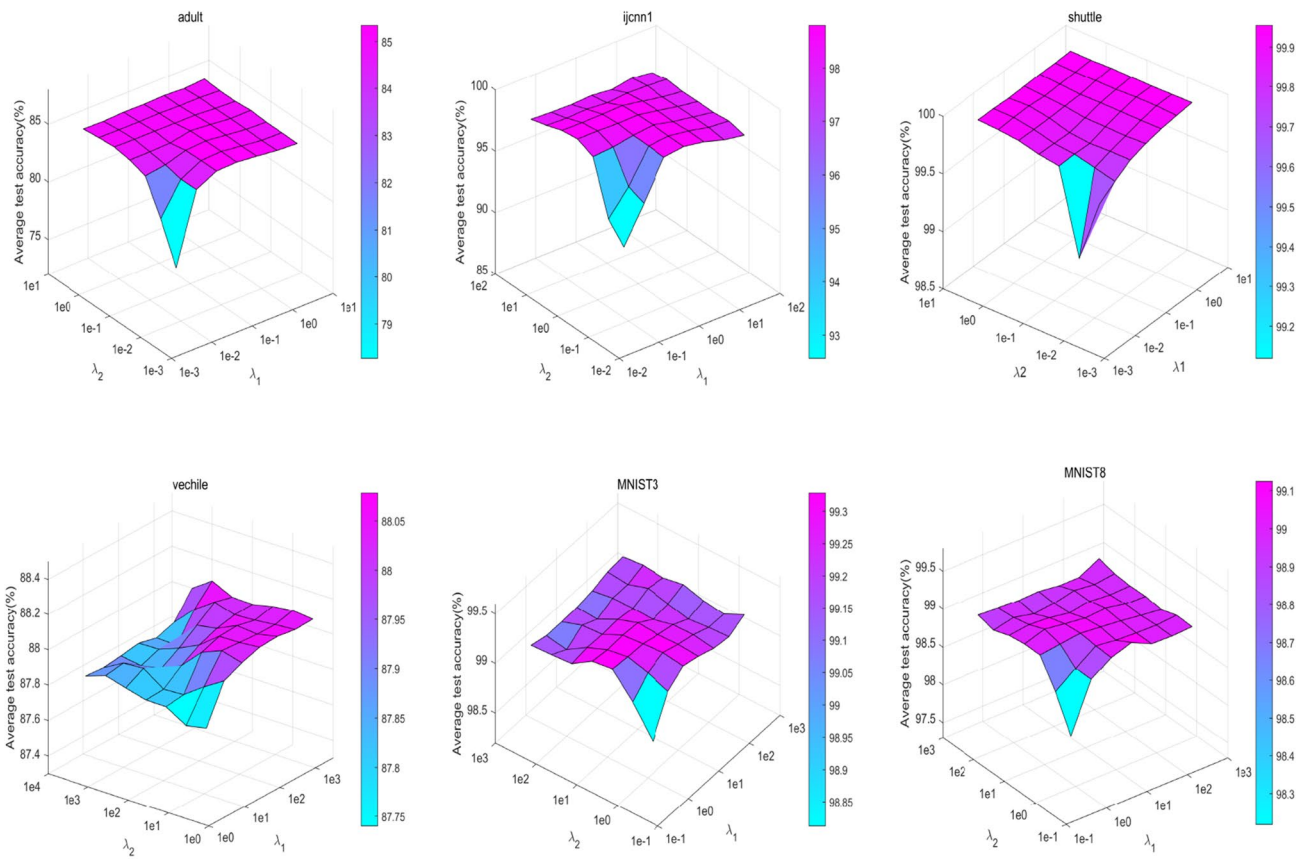 adult
Average test accuracy(%)
85
80
75
1e1
1e0
1e-1
1e-2
1e-3
λ2
1e-3
1e-2
1e-1
1e0
1e1
λ1
85
84
83
82
81
80
79
ijcnn1
Average test accuracy(%)
100
95
90
85
1e2
1e1
1e0
1e-1
1e-2
λ2
1e-2
1e-1
1e0
1e1
1e2
λ1
98
97
96
95
94
93
shuttle
Average test accuracy(%)
100
99.5
99
98.5
1e1
1e0
1e-1
1e-2
1e-3
λ2
1e-3
1e-2
1e-1
1e0
1e1
λ1
99.9
99.8
99.7
99.6
99.5
99.4
99.3
99.2
vechile
Average test accuracy(%)
88.4
88.2
88
87.8
87.6
87.4
1e4
1e3
1e2
1e1
1e0
λ2
1e0
1e1
1e2
1e3
λ1
88.05
88
87.95
87.9
87.85
87.8
87.75
MNIST3
Average test accuracy(%)
99.5
99
98.5
1e3
1e2
1e1
1e0
1e-1
λ2
1e-1
1e0
1e1
1e2
1e3
λ1
99.3
99.25
99.2
99.15
99.1
99.05
99
98.95
98.9
98.85
MNIST8
Average test accuracy(%)
99.5
99
98.5
98
97.5
1e3
1e2
1e1
1e0
1e-1
λ2
1e-1
1e0
1e1
1e2
1e3
λ1
99.1
99
98.9
98.8
98.7
98.6
98.5
98.4
98.3